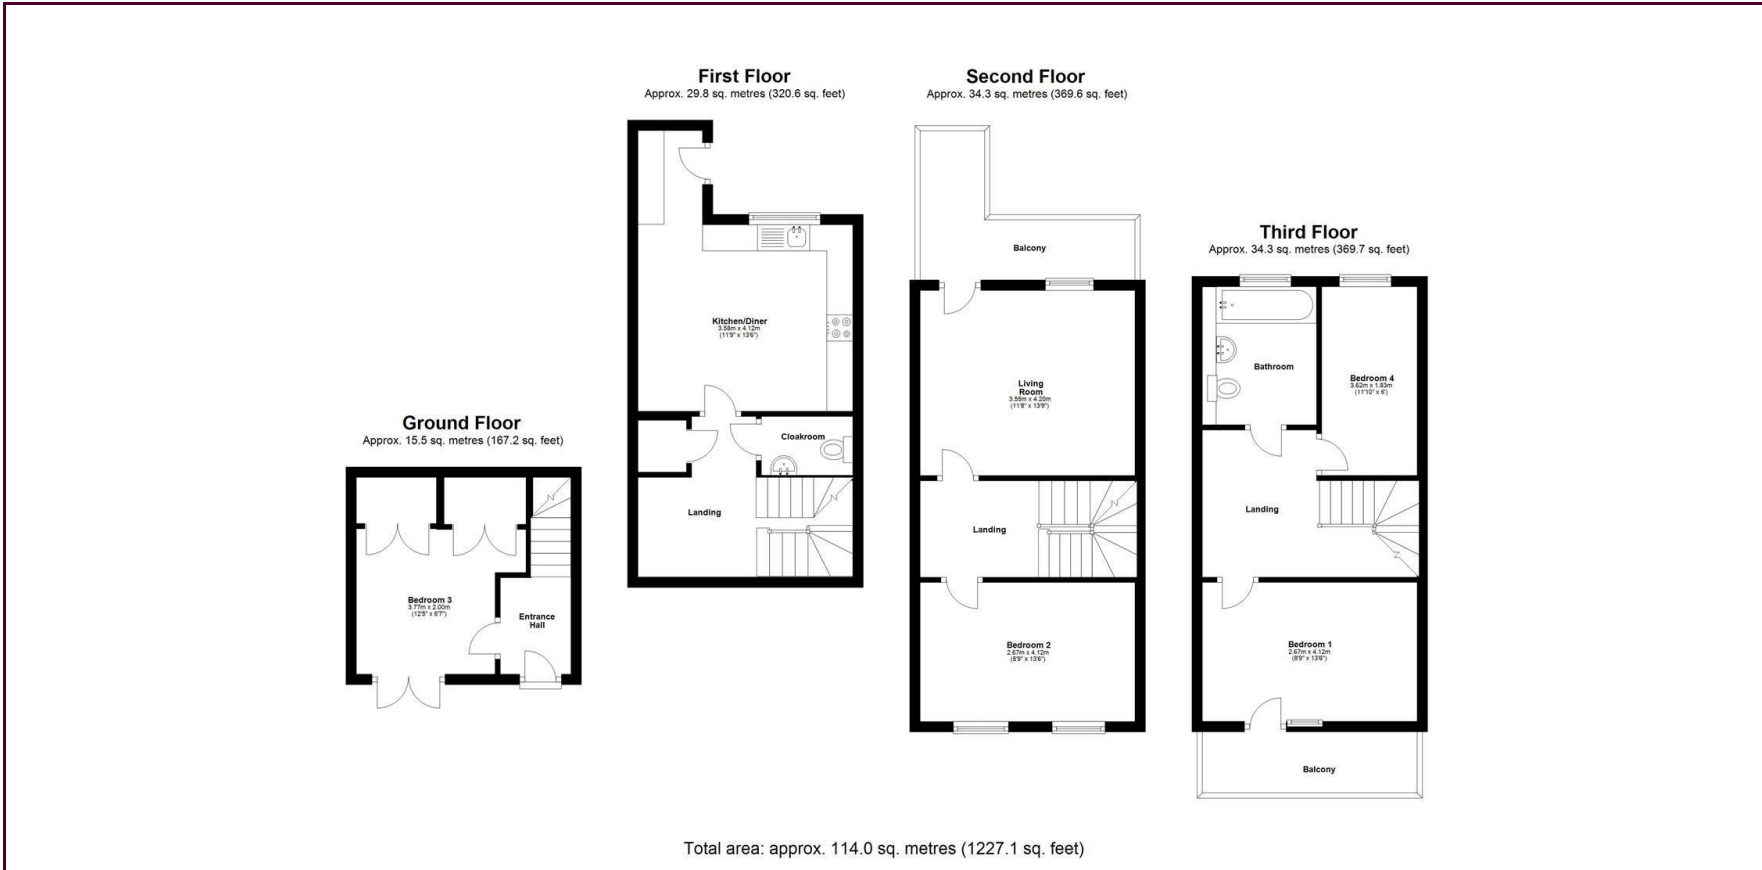 First Floor
Approx. 29.8 sq. metres (320.6 sq. feet)
Kitchen/Diner
3.58m x 4.12m
(11'9" x 13'6")
Cloakroom
Landing
Second Floor
Approx. 34.3 sq. metres (369.6 sq. feet)
Balcony
Living
Room
3.55m x 4.20m
(11'8" x 13'9")
Landing
Bedroom 2
2.67m x 4.12m
(8'9" x 13'6")
Third Floor
Approx. 34.3 sq. metres (369.7 sq. feet)
Bathroom
Bedroom 4
3.62m x 1.83m
(11'10" x 6')
Landing
Bedroom 1
2.67m x 4.12m
(8'9" x 13'6")
Balcony
Ground Floor
Approx. 15.5 sq. metres (167.2 sq. feet)
Bedroom 3
3.77m x 2.00m
(12'5" x 6'7")
Entrance
Hall
Total area: approx. 114.0 sq. metres (1227.1 sq. feet)